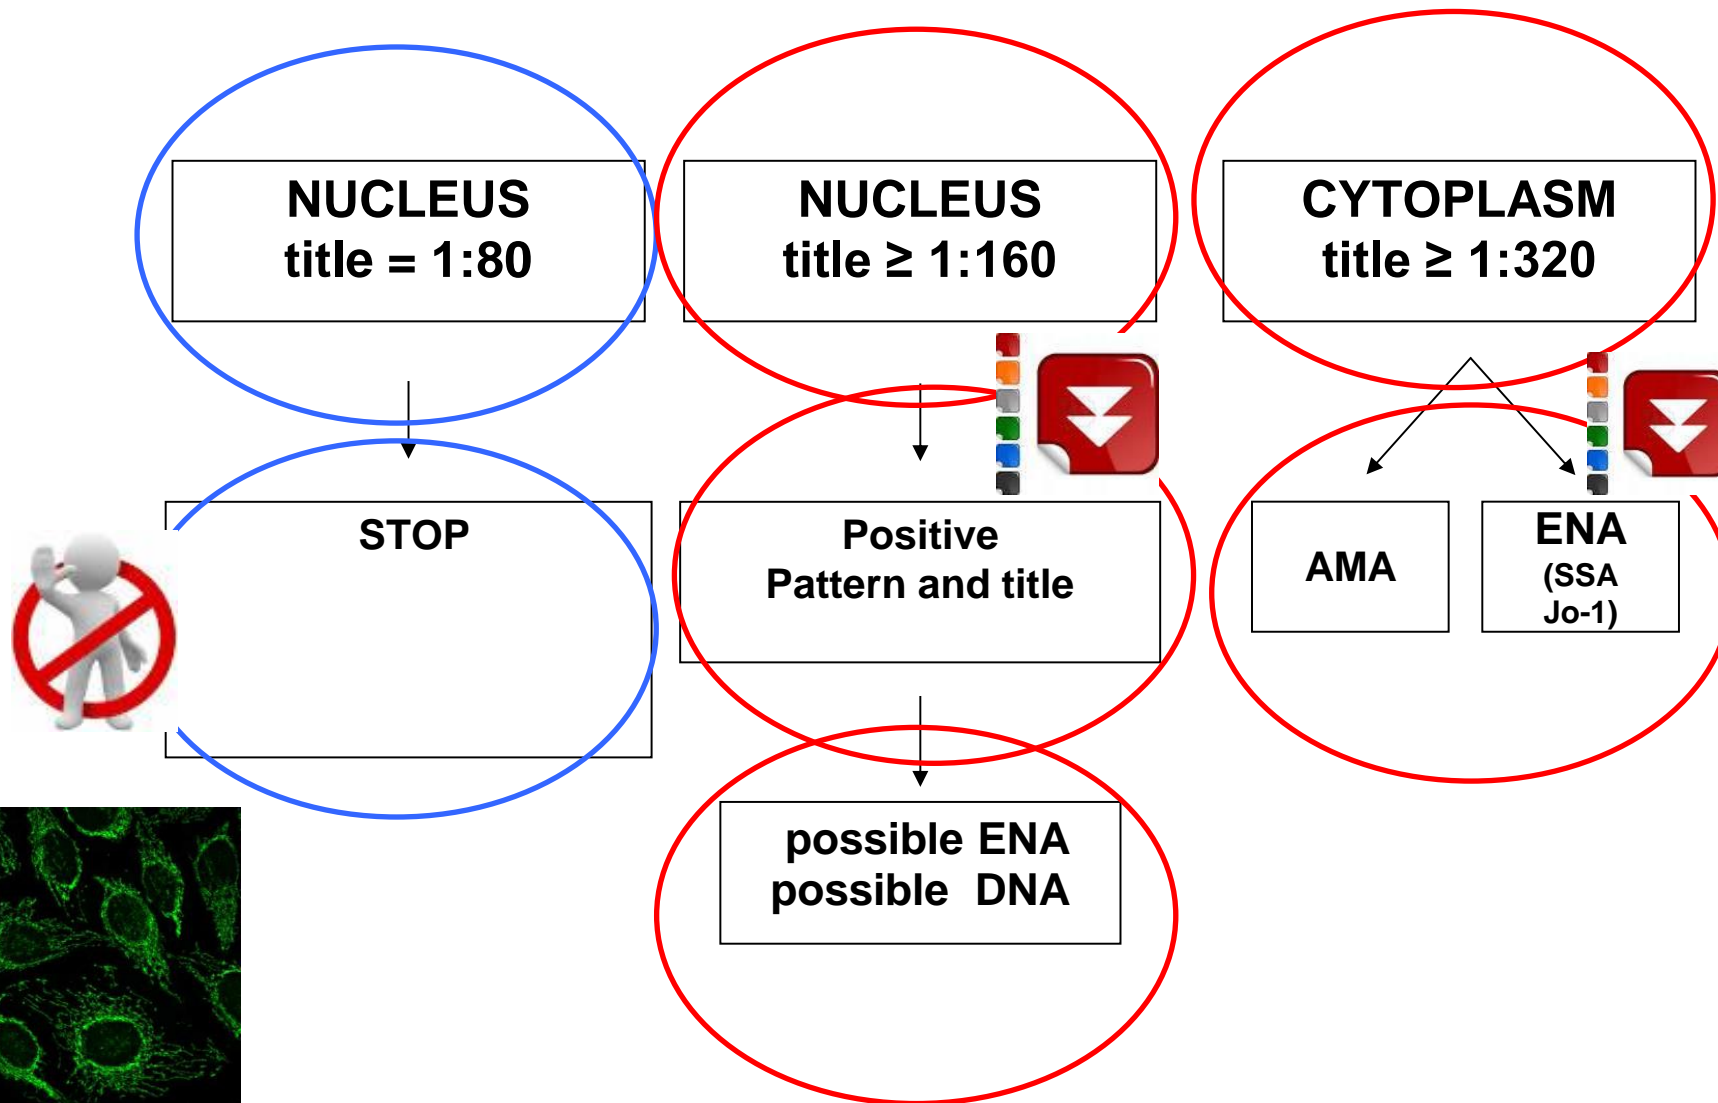 NUCLEUS
title = 1:80
NUCLEUS
title ≥ 1:160
CYTOPLASM
title ≥ 1:320
STOP
Positive
Pattern and title
AMA
ENA
(SSA
Jo-1)
possible ENA
possible DNA